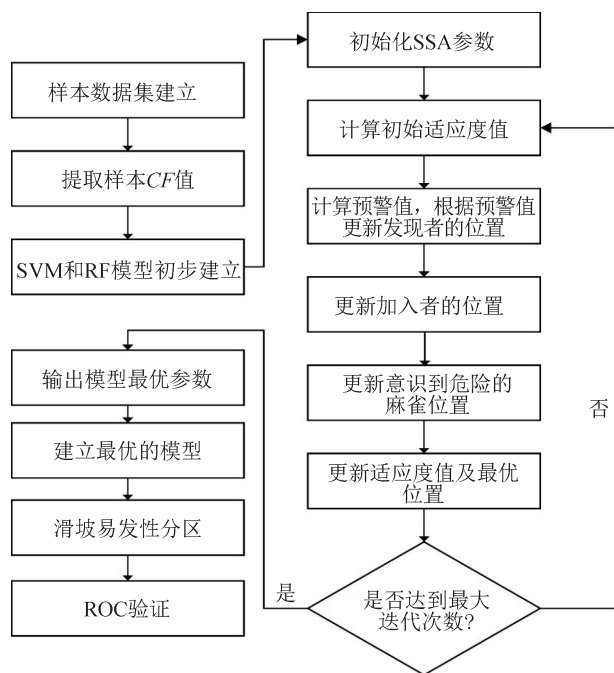 样本数据集建立
提取样本CF值
SVM和RF模型初步建立
初始化SSA参数
计算初始适应度值
计算预警值，根据预警值
更新发现者的位置
更新加入者的位置
更新意识到危险的
麻雀位置
更新适应度值及最优
位置
是否达到最大
迭代次数?
否
是
输出模型最优参数
建立最优的模型
滑坡易发性分区
ROC验证